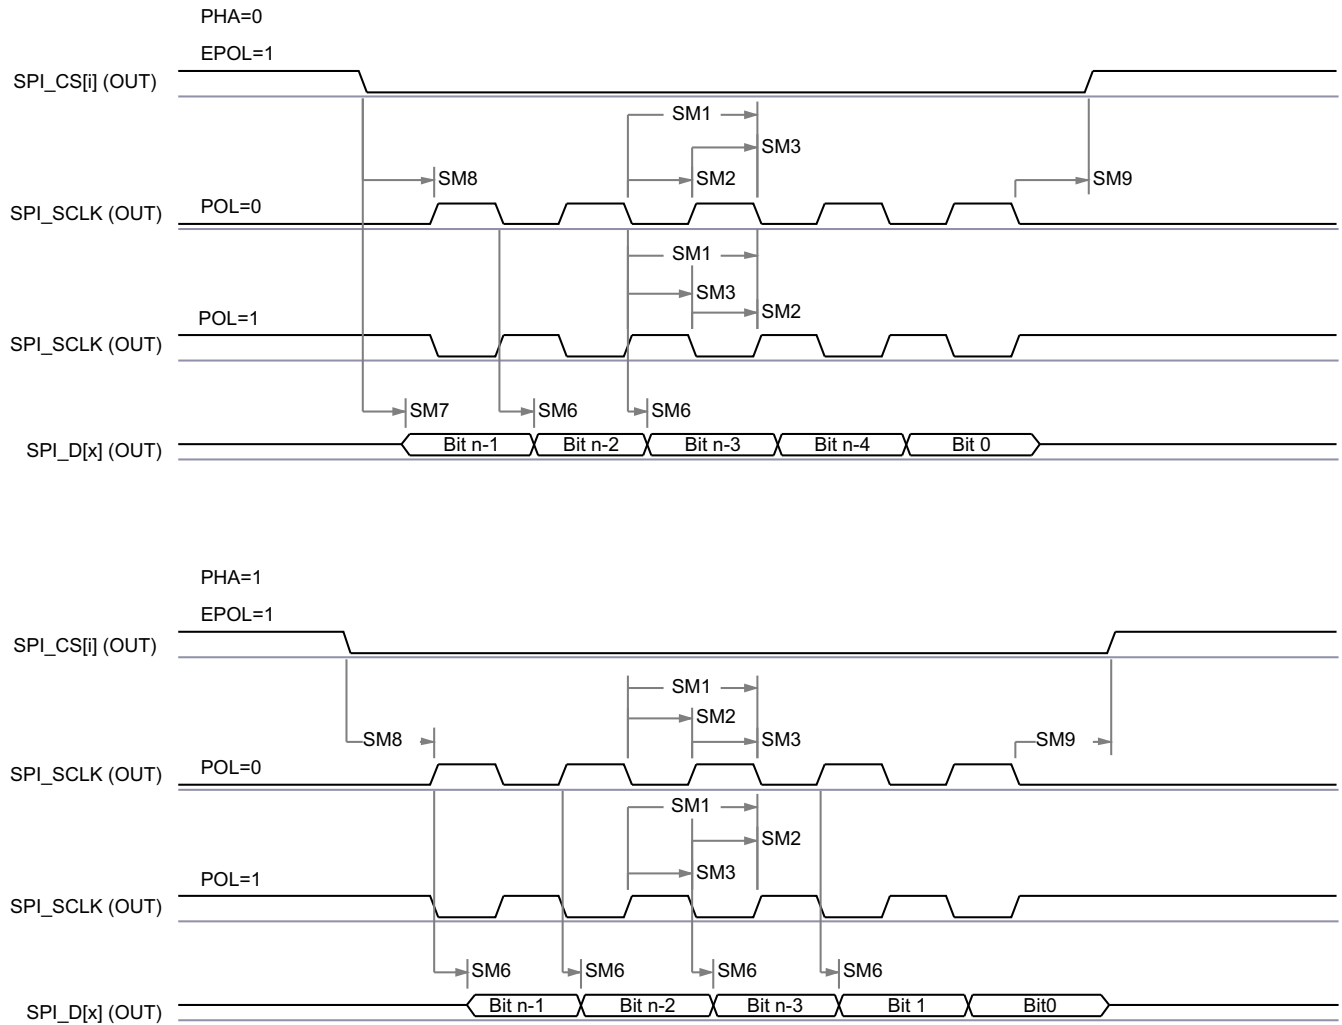 PHA=0
EPOL=1
SPI_CS[i] (OUT)
SM1
SM3
SM8
SM2
SM9
SPI_SCLK (OUT)
POL=0
SM1
SM3
SM2
POL=1
SPI_SCLK (OUT)
SM7
SM6
SM6
SPI_D[x] (OUT)
Bit n-1
Bit n-2
Bit n-3
Bit n-4
Bit 0
PHA=1
EPOL=1
SPI_CS[i] (OUT)
SM1
SM2
SM8
SM3
SM9
SPI_SCLK (OUT)
POL=0
SM1
SM2
SM3
POL=1
SPI_SCLK (OUT)
SM6
SM6
SM6
SM6
SPI_D[x] (OUT)
Bit n-1
Bit n-2
Bit n-3
Bit 1
Bit0